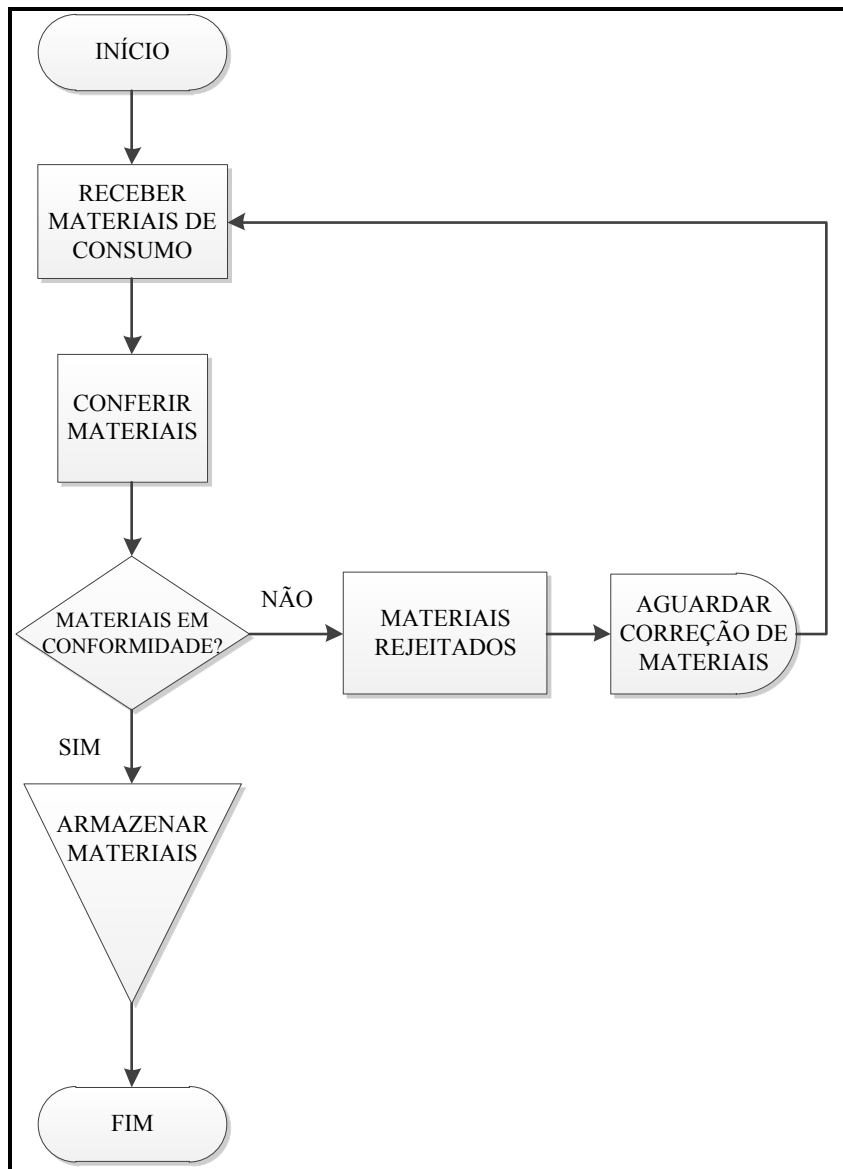 INÍCIO
RECEBER
MATERIAIS DE
CONSUMO
CONFERIR
MATERIAIS
MATERIAIS EM
CONFORMIDADE?
NÃO
MATERIAIS
REJEITADOS
AGUARDAR
CORREÇÃO DE
MATERIAIS
SIM
ARMAZENAR
MATERIAIS
FIM